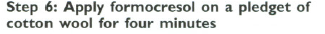 Step 6: Apply formocresol on a pledget of
cotton wool for four minutes